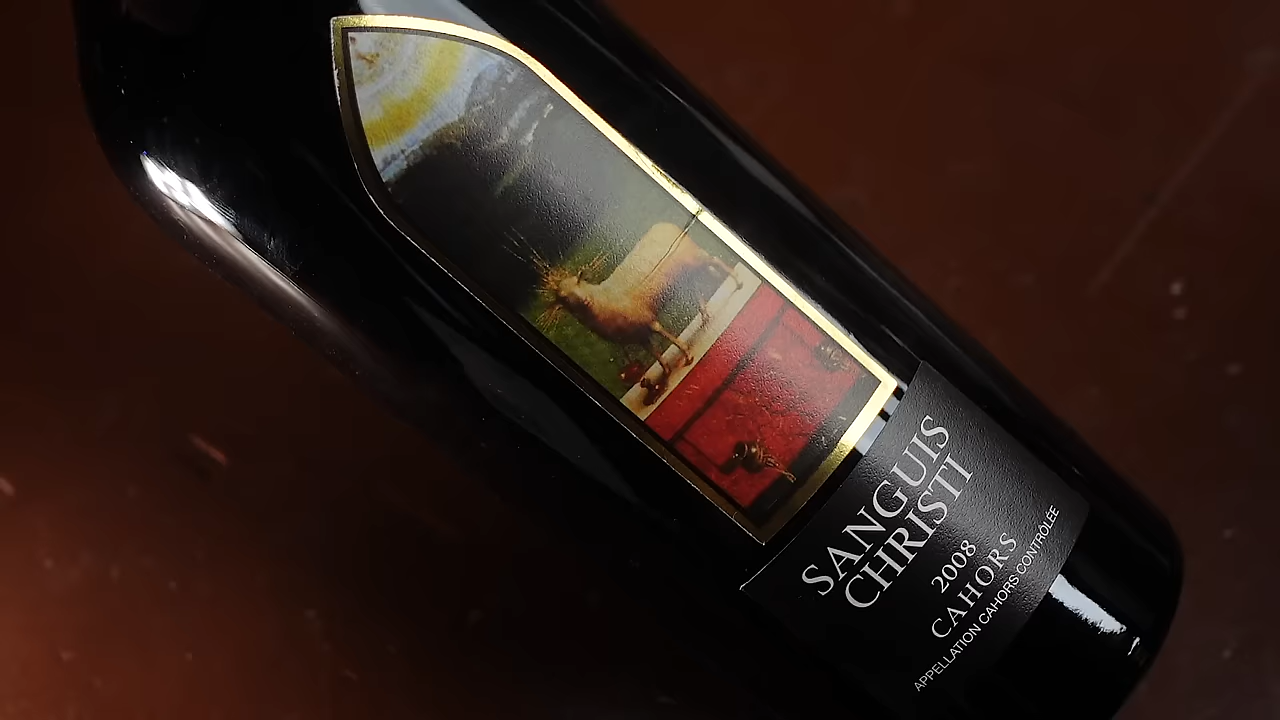 SANGUIS
CHRISTI
2008
CAHORS
APPELLATION CAHORS CONTRÔLÉE